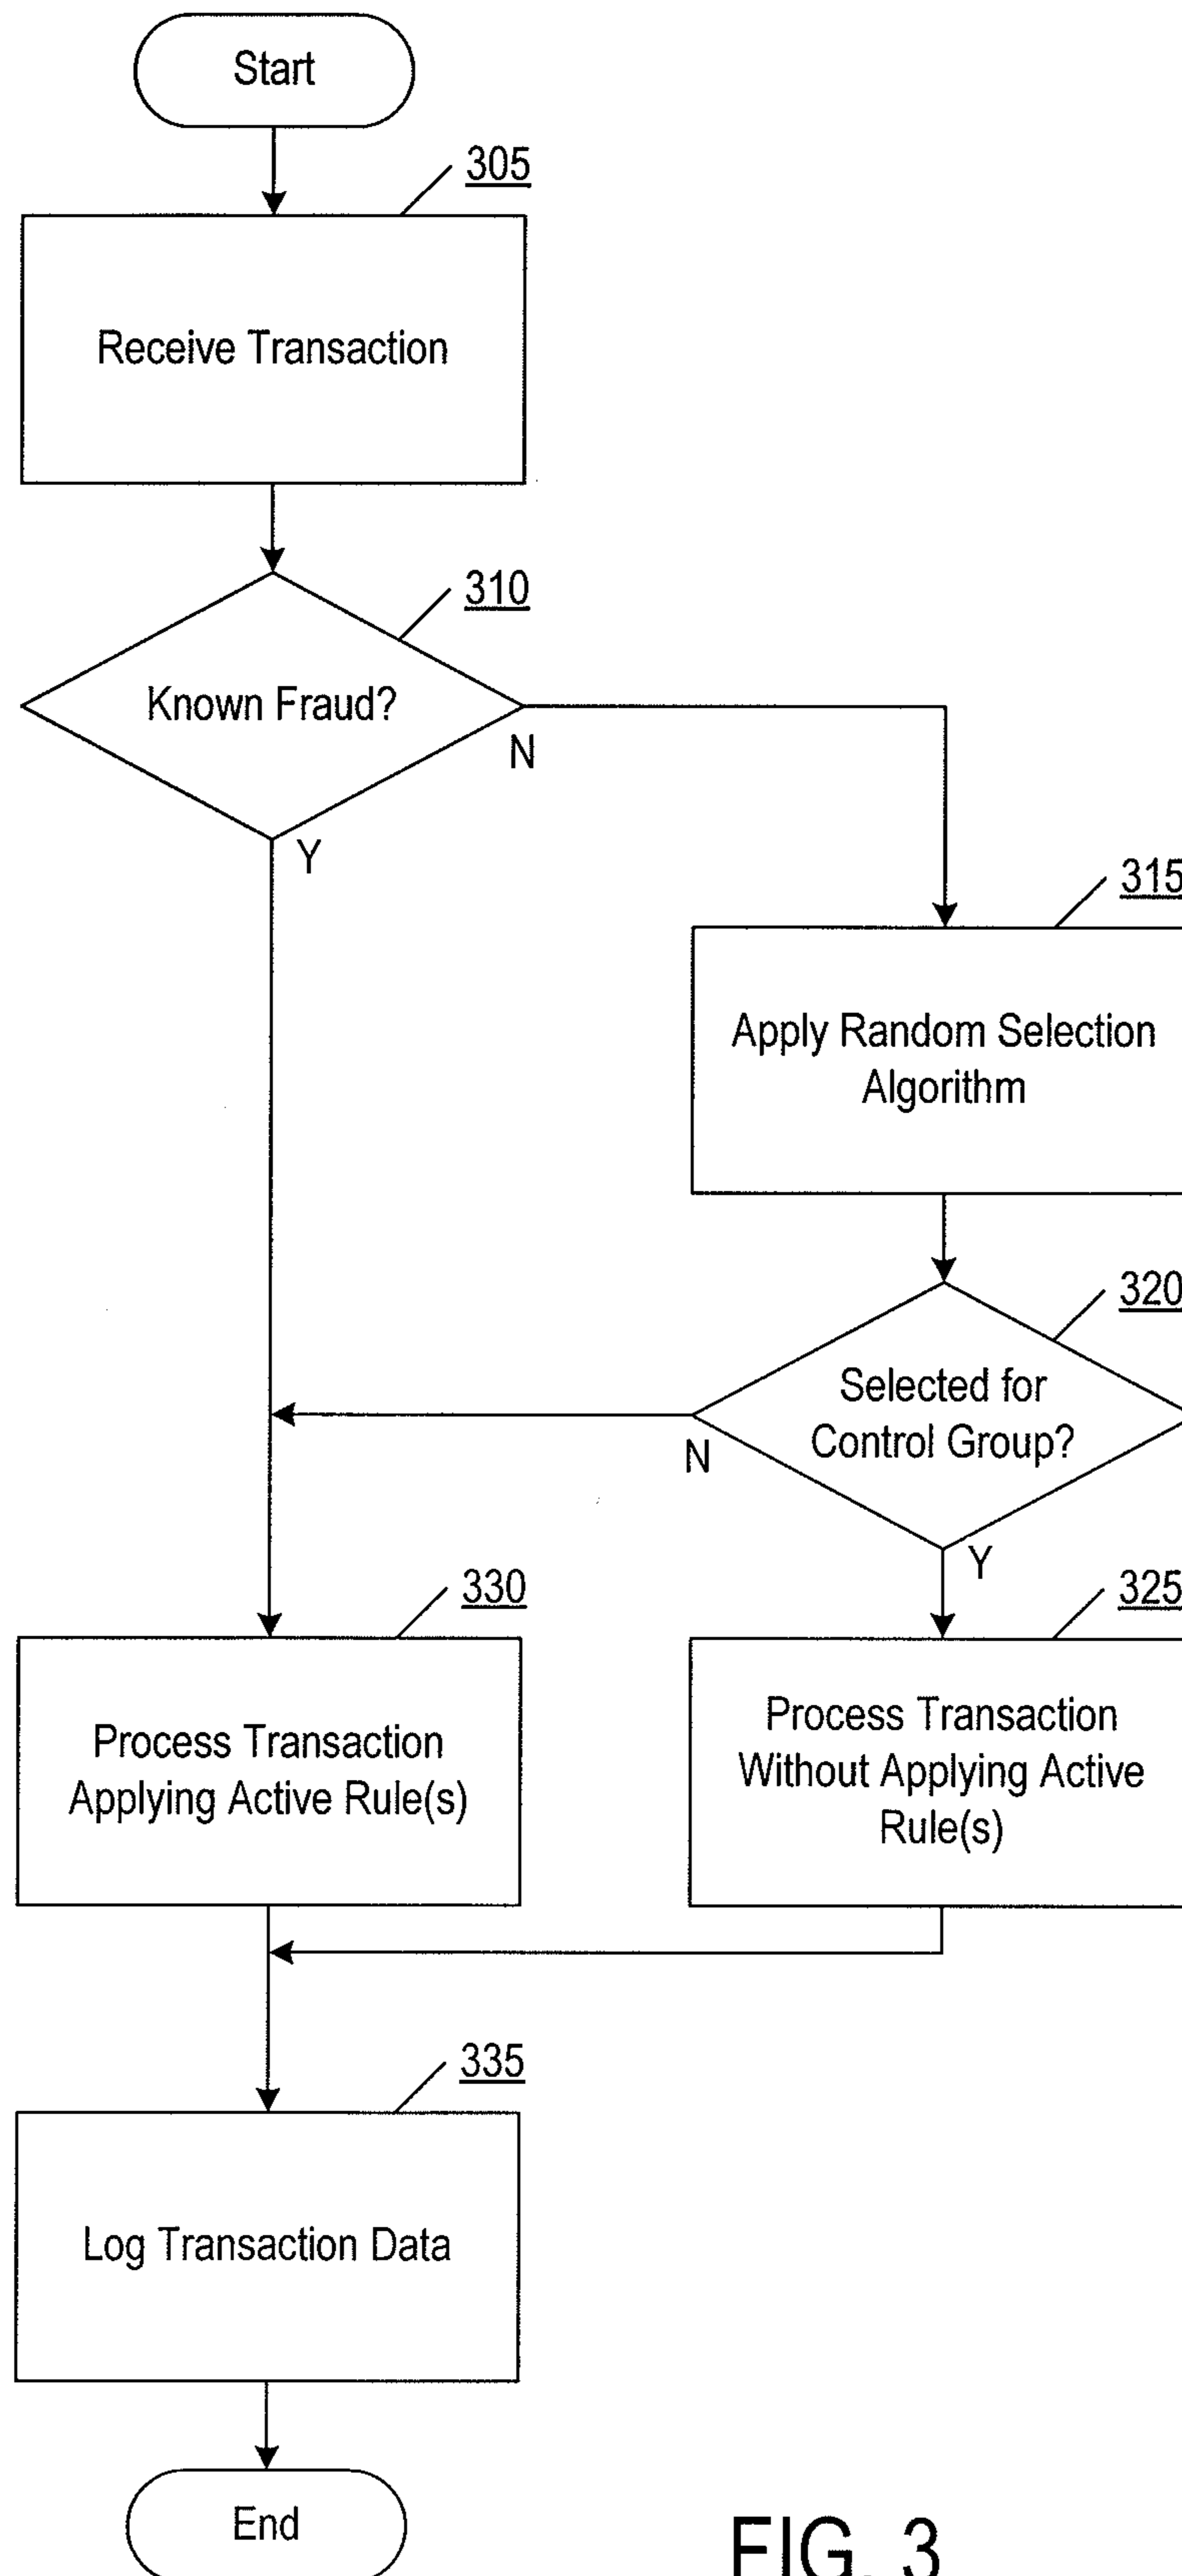 Start
305
Receive Transaction
310
Known Fraud?
N
Y
315
Apply Random Selection
Algorithm
320
Selected for
Control Group?
N
Y
330
325
Process Transaction
Applying Active Rule(s)
Process Transaction
Without Applying Active
Rule(s)
335
Log Transaction Data
End
FIG. 3